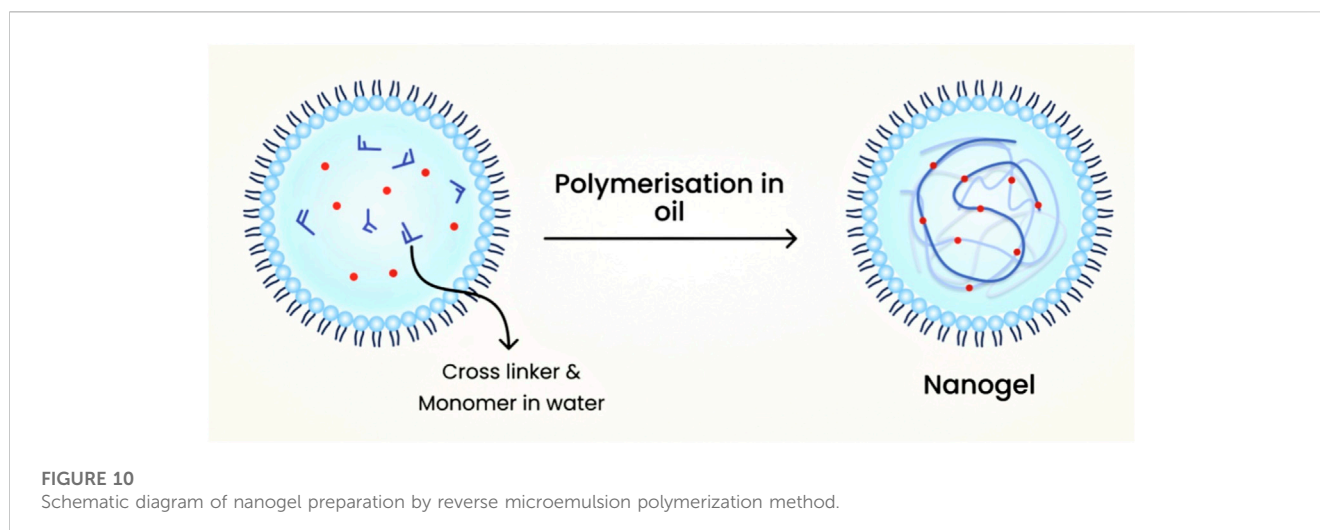 Polymerisation in
oil
Cross linker &
Monomer in water
Nanogel
FIGURE 10
Schematic diagram of nanogel preparation by reverse microemulsion polymerization method.